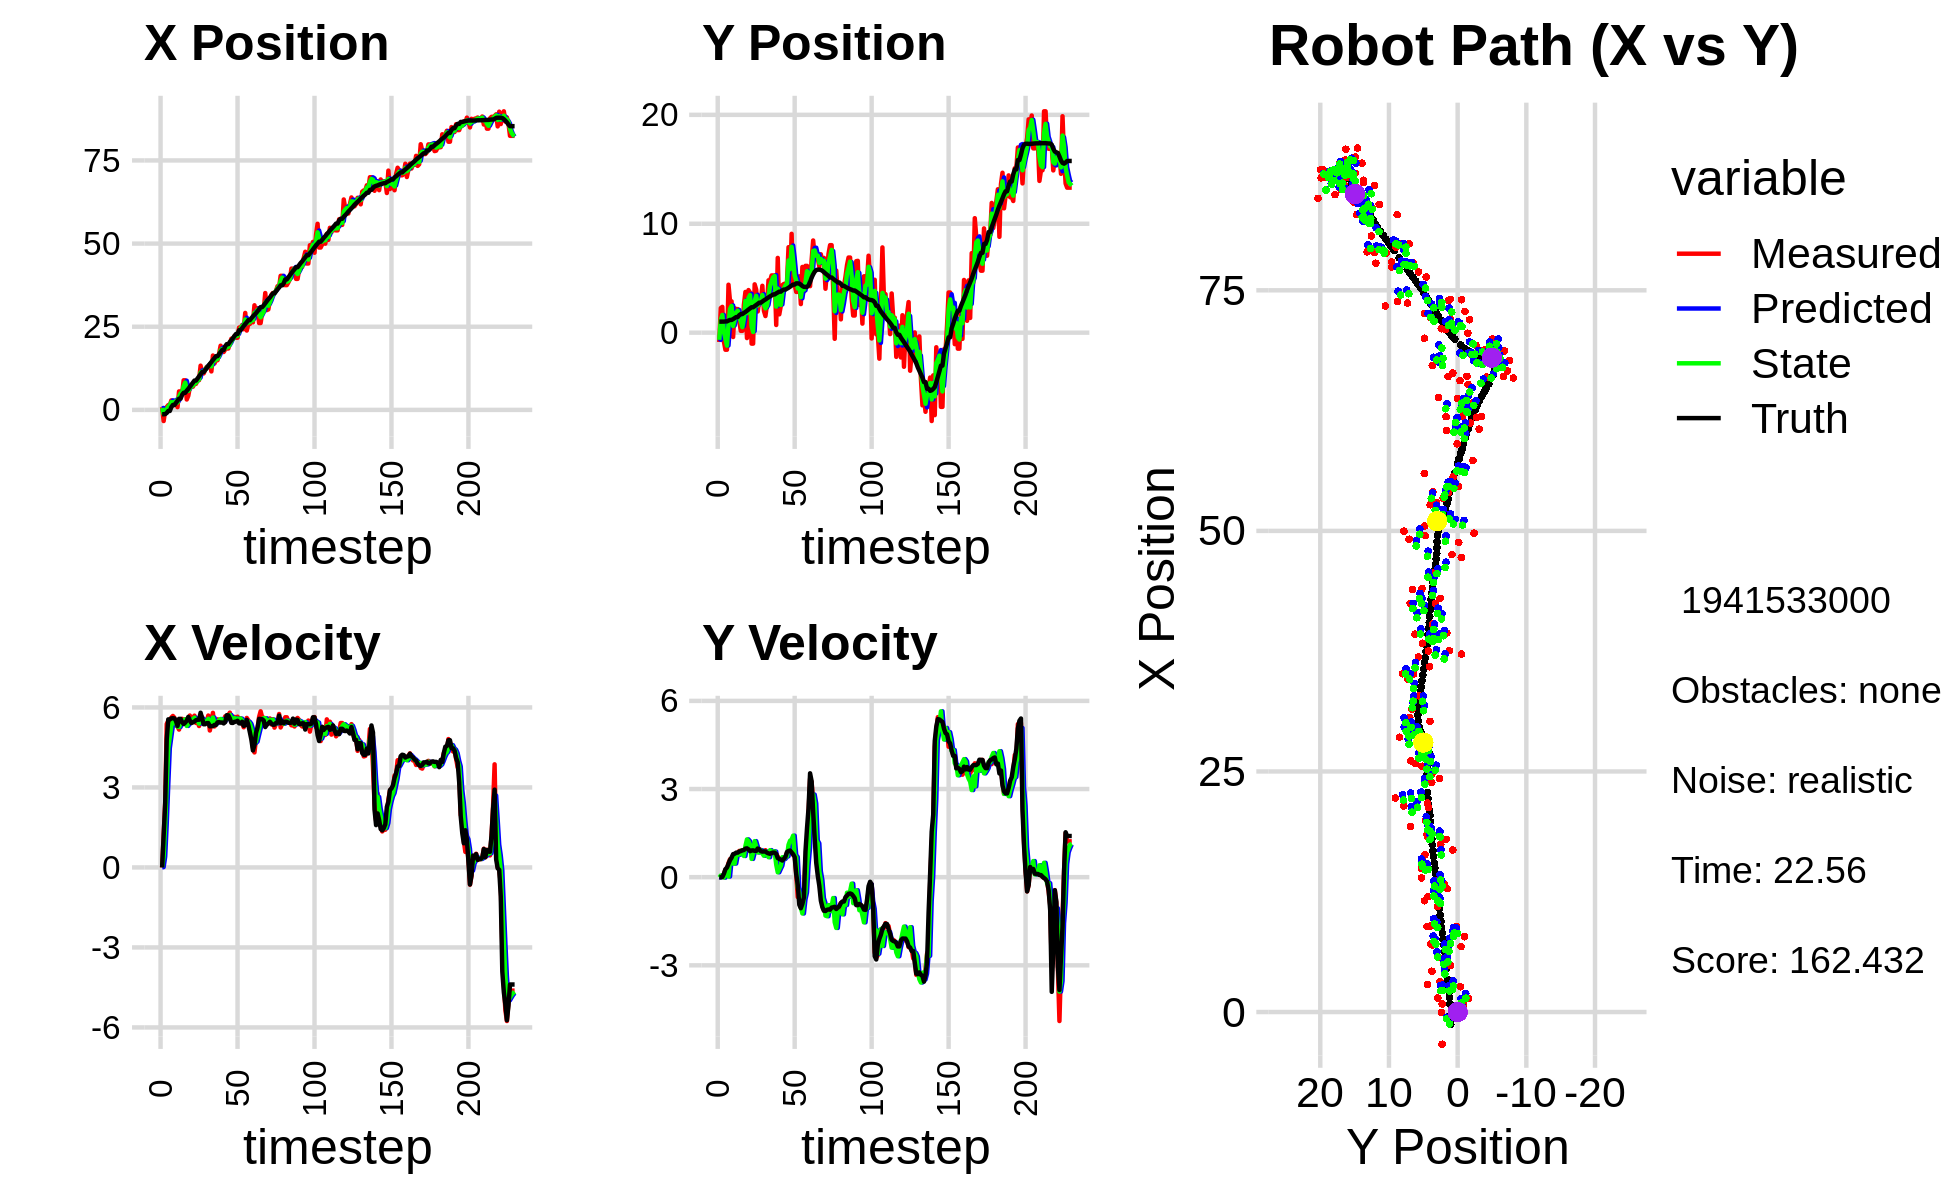 X Position
75
50
25
0
0
50
100
150
200
timestep
Y Position
20
10
0
0
50
100
150
200
timestep
X Velocity
6
3
0
-3
-6
0
50
100
150
200
timestep
Y Velocity
6
3
0
-3
0
50
100
150
200
timestep
Robot Path (X vs Y)
X Position
75
50
25
0
20 10 0 -10 -20
Y Position
variable
Measured
Predicted
State
Truth
1941533000
Obstacles: none
Noise: realistic
Time: 22.56
Score: 162.432